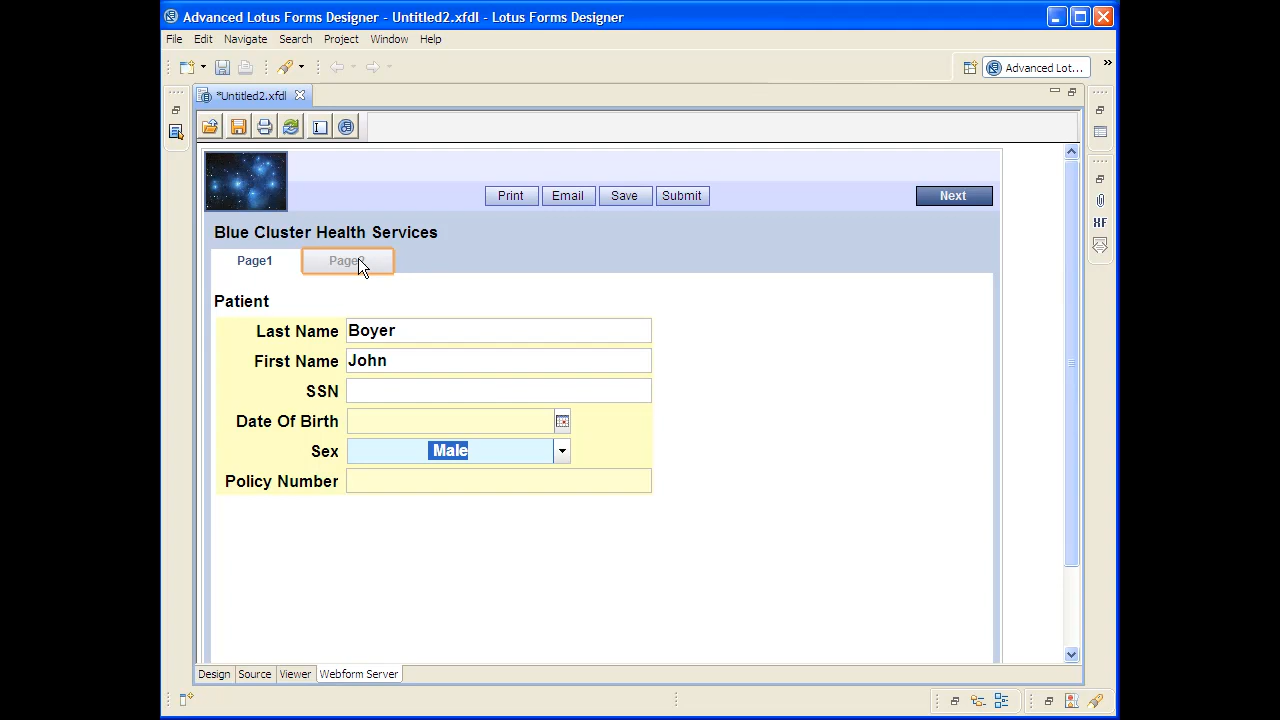 Advanced Lotus Forms Designer - Untitled2.xfdl - Lotus Forms Designer
File Edit Navigate Search Project Window Help
Advanced Lot... »
*Untitled2.xfdl
Print Email Save Submit Next
Blue Cluster Health Services
Page1
Patient
Last Name Boyer
First Name John
SSN
Date Of Birth
Sex Male
Policy Number
XF
Design Source Viewer Webform Server